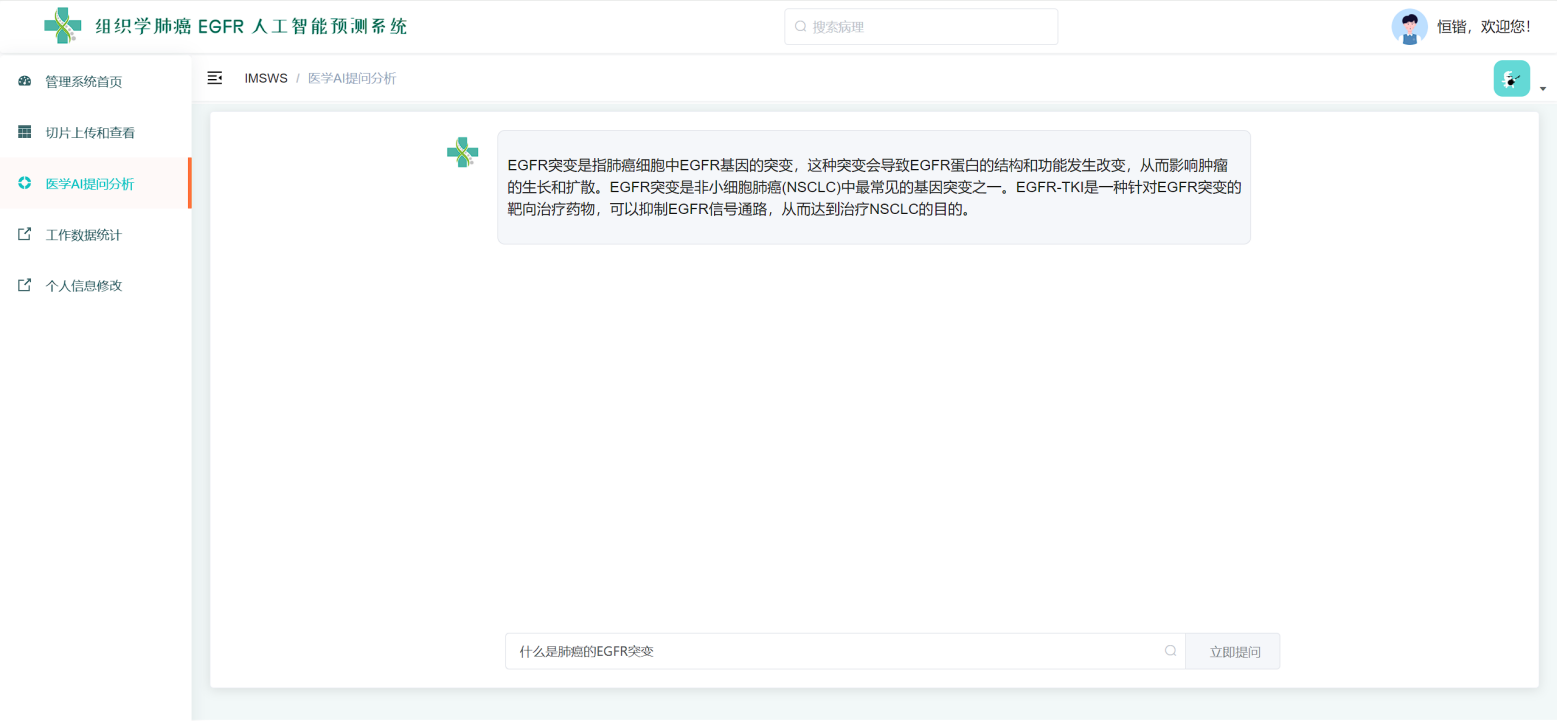 组织学肺癌 EGFR 人工智能预测系统
搜索病理
恒锴，欢迎您！
管理系统首页
切片上传和查看
医学AI提问分析
工作数据统计
个人信息修改
IMSWS / 医学AI提问分析
EGFR突变是指肺癌细胞中EGFR基因的突变，这种突变会导致EGFR蛋白的结构和功能发生改变，从而影响肿瘤
的生长和扩散。EGFR突变是非小细胞肺癌(NSCLC)中最常见的基因突变之一。EGFR-TKI是一种针对EGFR突变的
靶向治疗药物，可以抑制EGFR信号通路，从而达到治疗NSCLC的目的。
什么是肺癌的EGFR突变
立即提问